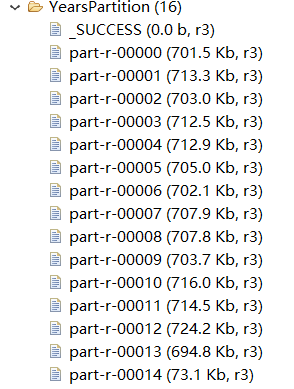 YearsPartition (16)
_SUCCESS (0.0 b, r3)
part-r-00000 (701.5 Kb, r3)
part-r-00001 (713.3 Kb, r3)
part-r-00002 (703.0 Kb, r3)
part-r-00003 (712.5 Kb, r3)
part-r-00004 (712.9 Kb, r3)
part-r-00005 (705.0 Kb, r3)
part-r-00006 (702.1 Kb, r3)
part-r-00007 (707.9 Kb, r3)
part-r-00008 (707.8 Kb, r3)
part-r-00009 (703.7 Kb, r3)
part-r-00010 (716.0 Kb, r3)
part-r-00011 (714.5 Kb, r3)
part-r-00012 (724.2 Kb, r3)
part-r-00013 (694.8 Kb, r3)
part-r-00014 (73.1 Kb, r3)